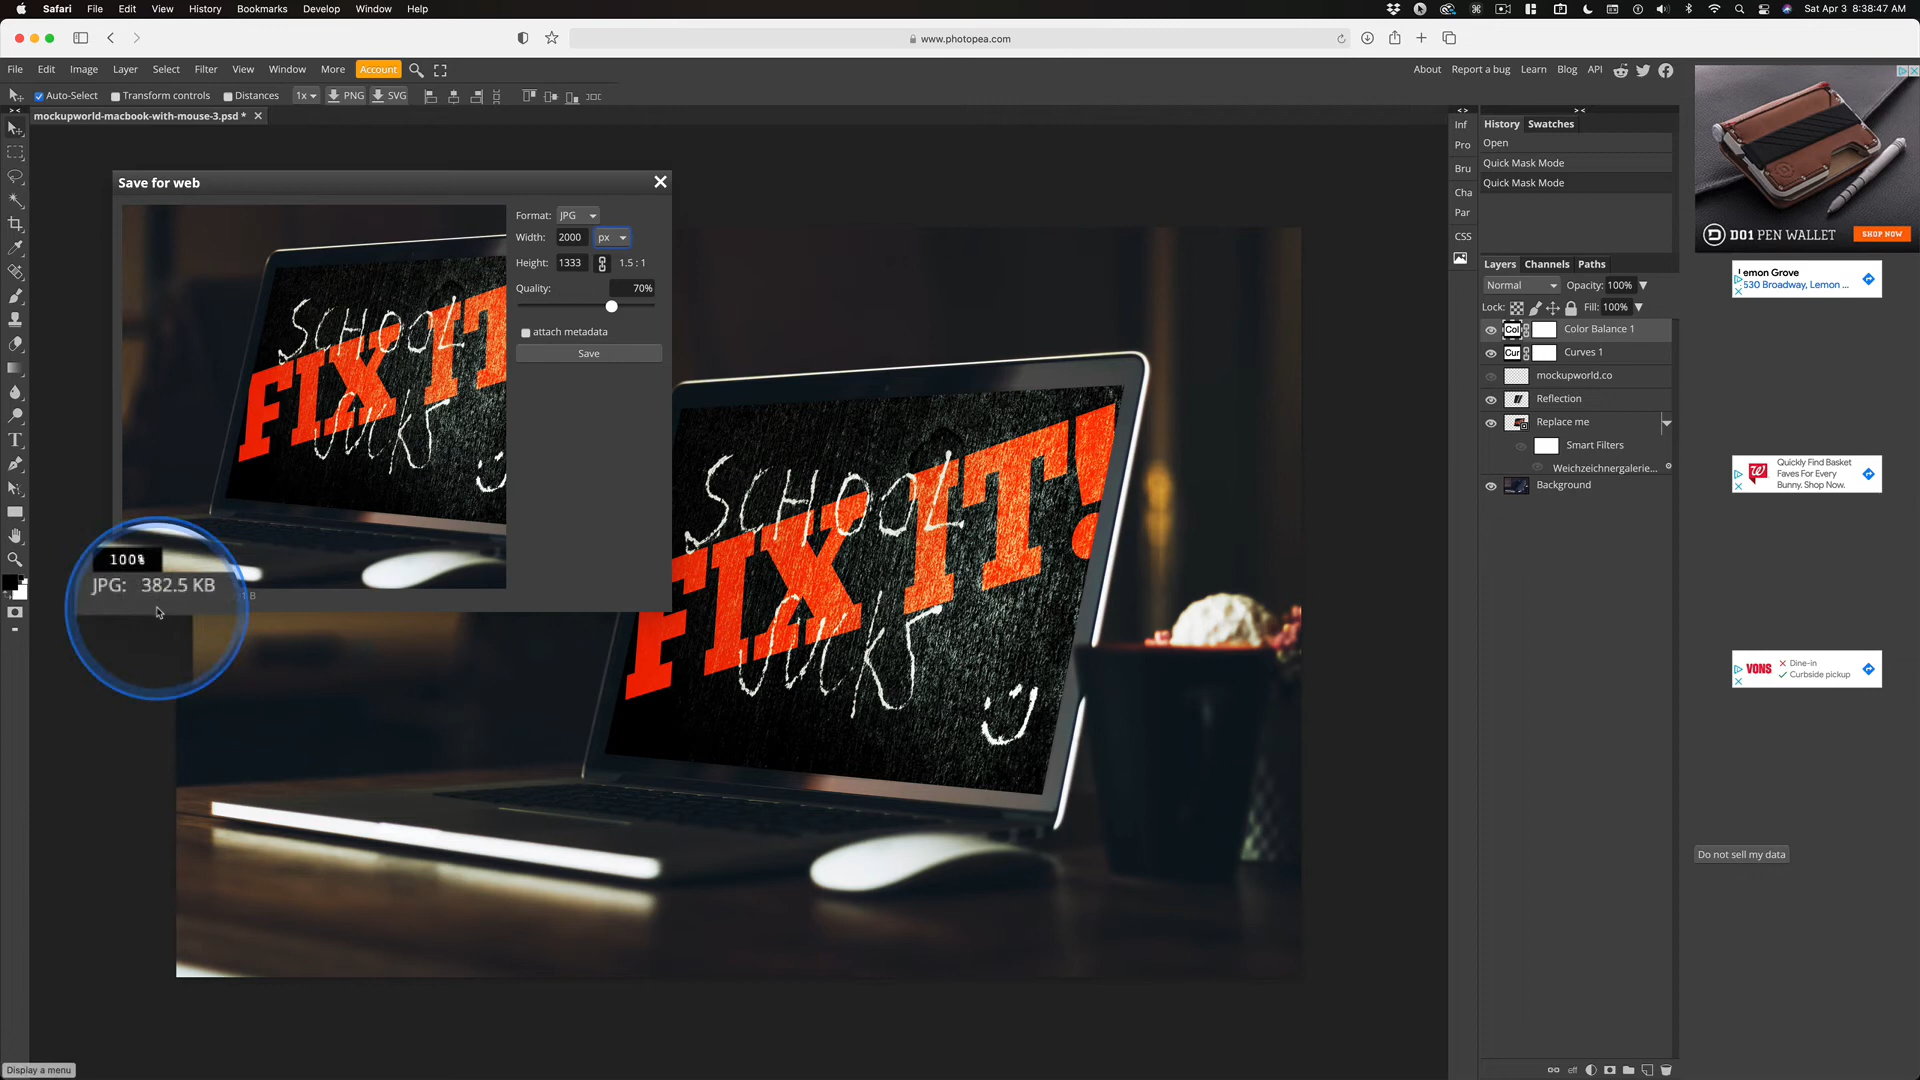 Safari File Edit View History Bookmarks Develop Window Help Sat Apr 3 8:38:47 AM
www.photopea.com
File Edit Image Layer Select Filter View Window More Account About Report a bug Learn Blog API
Auto-Select Transform controls Distances 1x PNG SVG
mockupworld-macbook-with-mouse-3.psd *
Save for web
Format: JPG
Width: 2000 px
Height: 1333 1.5 : 1
Quality: 70%
attach metadata
Save
SCHOOL
FIX IT
SUCKS
100%
JPG: 382.5 KB
B
SCHOOL
FIX IT!
SUCKS
Inf
Pro
Bru
Cha
Par
CSS
History Swatches
Open
Quick Mask Mode
Quick Mask Mode
Layers Channels Paths
Normal Opacity: 100%
Lock: Fill: 100%
Col Color Balance 1
Cur Curves 1
mockupworld.co
Reflection
Replace me
Smart Filters
Weichzeichnergalerie...
Background
eff
D01 PEN WALLET SHOP NOW
Lemon Grove
530 Broadway, Lemon ...
Quickly Find Basket
Faves For Every
Bunny. Shop Now.
VONS Dine-in
Curbside pickup
Do not sell my data
Display a menu